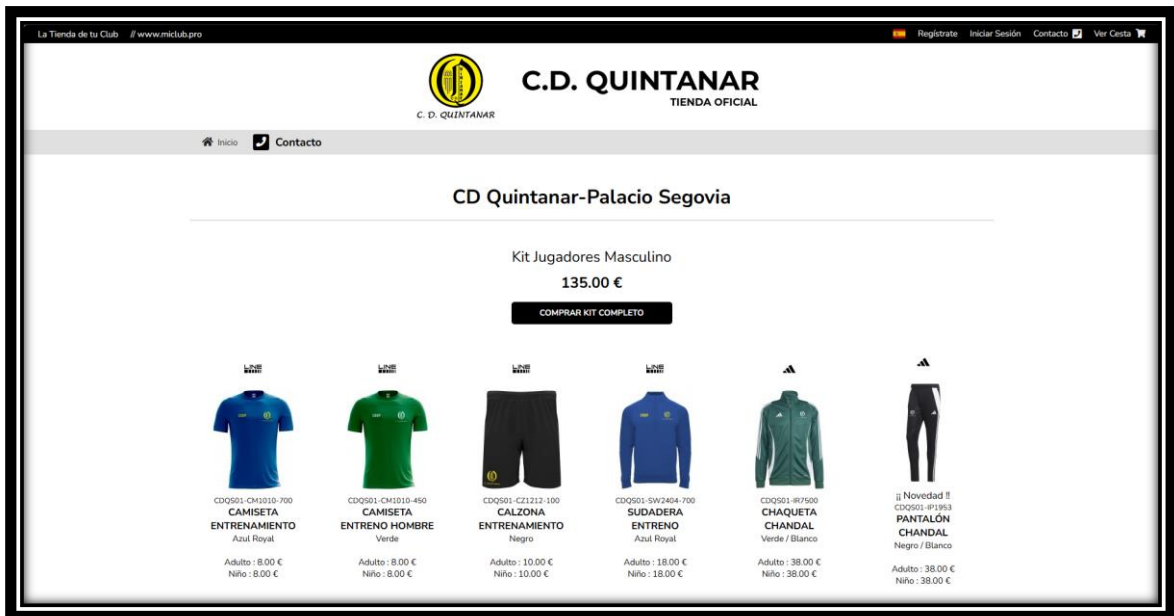 La Tienda de tu Club // www.miclub.pro
Regístrate Iniciar Sesión Contacto Ver Cesta
C. D. QUINTANAR
C.D. QUINTANAR
TIENDA OFICIAL
Inicio Contacto
CD Quintanar-Palacio Segovia
Kit Jugadores Masculino
135.00 €
COMPRAR KIT COMPLETO
LINE
LINE
LINE
LINE
CDQS01-CM1010-700
CAMISETA
ENTRENAMIENTO
Azul Royal
Adulto : 8.00 €
Niño : 8.00 €
CDQS01-CM1010-450
CAMISETA
ENTRENO HOMBRE
Verde
Adulto : 8.00 €
Niño : 8.00 €
CDQS01-CZ1212-100
CALZONA
ENTRENAMIENTO
Negro
Adulto : 10.00 €
Niño : 10.00 €
CDQS01-SW2404-700
SUDADERA
ENTRENO
Azul Royal
Adulto : 18.00 €
Niño : 18.00 €
CDQS01-IR7500
CHAQUETA
CHANDAL
Verde / Blanco
Adulto : 38.00 €
Niño : 38.00 €
¡¡ Novedad !!
CDQS01-IP1953
PANTALÓN
CHANDAL
Negro / Blanco
Adulto : 38.00 €
Niño : 38.00 €